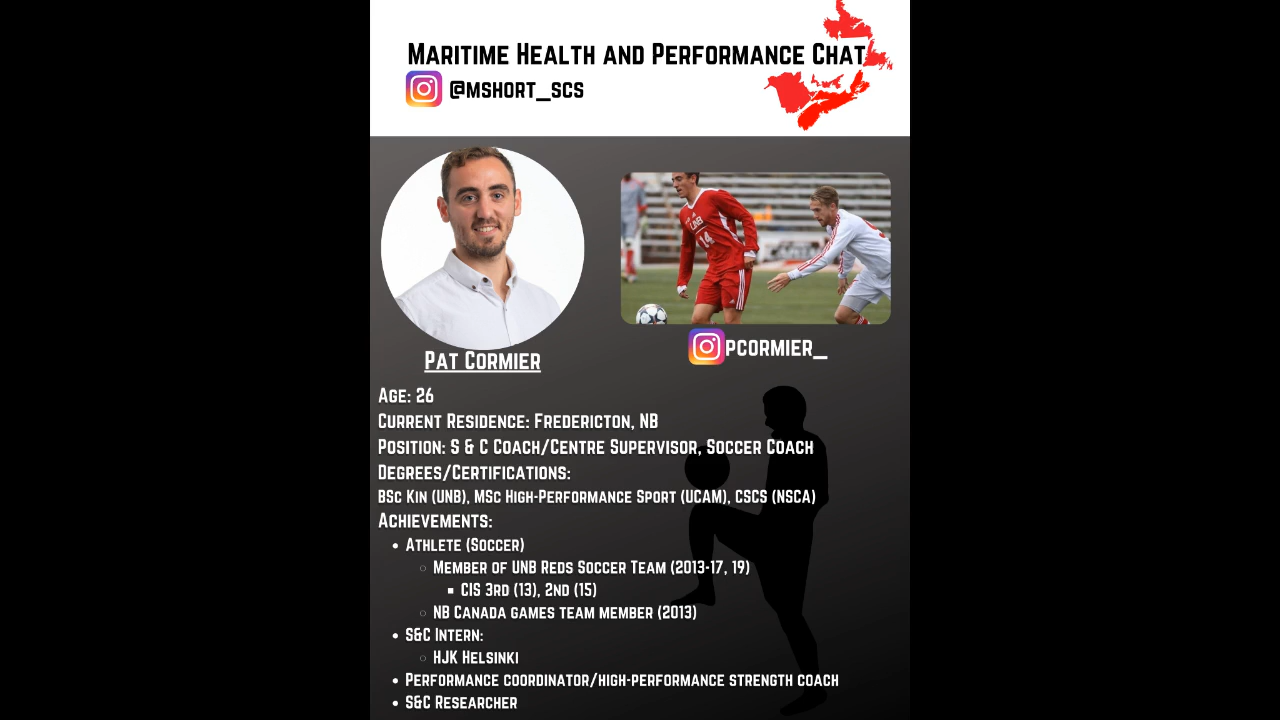 Maritime Health and Performance Chat
@mshort_scs
UNB
14
Pat Cormier
pcormier_
Age: 26
Current Residence: Fredericton, NB
Position: S & C Coach/Centre Supervisor, Soccer Coach
Degrees/Certifications:
BSc Kin (UNB), MSc High-Performance Sport (UCAM), CSCS (NSCA)
Achievements:
Athlete (Soccer)
Member of UNB Reds Soccer Team (2013-17, 19)
CIS 3rd (13), 2nd (15)
NB Canada games team member (2013)
S&C Intern:
HJK Helsinki
Performance coordinator/high-performance strength coach
S&C Researcher